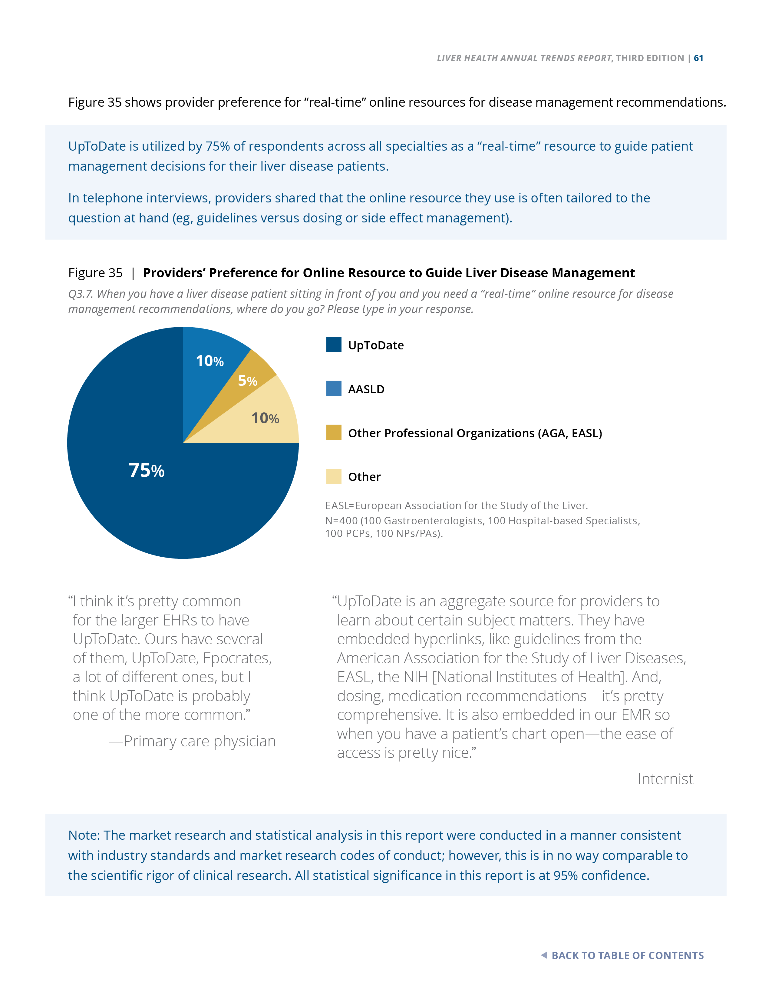 LIVER HEALTH ANNUAL TRENDS REPORT, THIRD EDITION | 61
Figure 35 shows provider preference for “real-time” online resources for disease management recommendations.
UpToDate is utilized by 75% of respondents across all specialties as a “real-time” resource to guide patient
management decisions for their liver disease patients.
In telephone interviews, providers shared that the online resource they use is often tailored to the
question at hand (eg, guidelines versus dosing or side effect management).
Figure 35 | Providers’ Preference for Online Resource to Guide Liver Disease Management
Q3.7. When you have a liver disease patient sitting in front of you and you need a “real-time” online resource for disease
management recommendations, where do you go? Please type in your response.
10%
5%
10%
75%
UpToDate
AASLD
Other Professional Organizations (AGA, EASL)
Other
EASL=European Association for the Study of the Liver.
N=400 (100 Gastroenterologists, 100 Hospital-based Specialists,
100 PCPs, 100 NPs/PAs).
“I think it’s pretty common
for the larger EHRs to have
UpToDate. Ours have several
of them, UpToDate, Epocrates,
a lot of different ones, but I
think UpToDate is probably
one of the more common.”
—Primary care physician
“UpToDate is an aggregate source for providers to
learn about certain subject matters. They have
embedded hyperlinks, like guidelines from the
American Association for the Study of Liver Diseases,
EASL, the NIH [National Institutes of Health]. And,
dosing, medication recommendations—it’s pretty
comprehensive. It is also embedded in our EMR so
when you have a patient’s chart open—the ease of
access is pretty nice.”
—Internist
Note: The market research and statistical analysis in this report were conducted in a manner consistent
with industry standards and market research codes of conduct; however, this is in no way comparable to
the scientific rigor of clinical research. All statistical significance in this report is at 95% confidence.
BACK TO TABLE OF CONTENTS